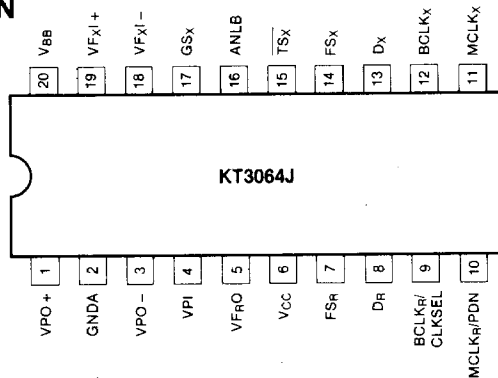 N
VBB
VFXI +
VFXI −
GSX
ANLB
TSX
FSX
DX
BCLKX
MCLKX
20
19
18
17
16
15
14
13
12
11
KT3064J
1
2
3
4
5
6
7
8
9
10
VPO +
GNDA
VPO −
VPI
VFRO
VCC
FSR
DR
BCLKR/
CLKSEL
MCLKR/PDN